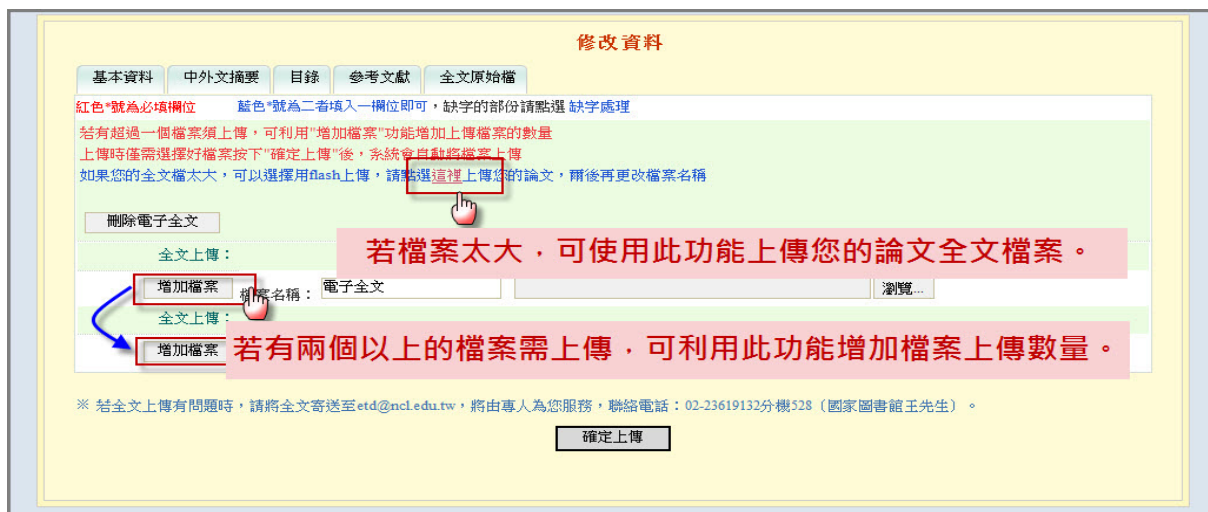 修改資料
基本資料 中外文摘要 目錄 參考文獻 全文原始檔
紅色*號為必填欄位 藍色*號為二者填入一欄位即可，缺字的部份請點選 缺字處理
若有超過一個檔案須上傳，可利用"增加檔案"功能增加上傳檔案的數量
上傳時僅需選擇好檔案按下"確定上傳"後，系統會自動將檔案上傳
如果您的全文檔太大，可以選擇用flash上傳，請點選這裡上傳您的論文，爾後再更改檔案名稱
刪除電子全文
全文上傳：
若檔案太大，可使用此功能上傳您的論文全文檔案。
增加檔案 檔案名稱： 電子全文 瀏覽...
全文上傳：
增加檔案
若有兩個以上的檔案需上傳，可利用此功能增加檔案上傳數量。
※ 若全文上傳有問題時，請將全文寄送至etd@ncl.edu.tw，將由專人為您服務，聯絡電話：02-23619132分機528（國家圖書館王先生）。
確定上傳